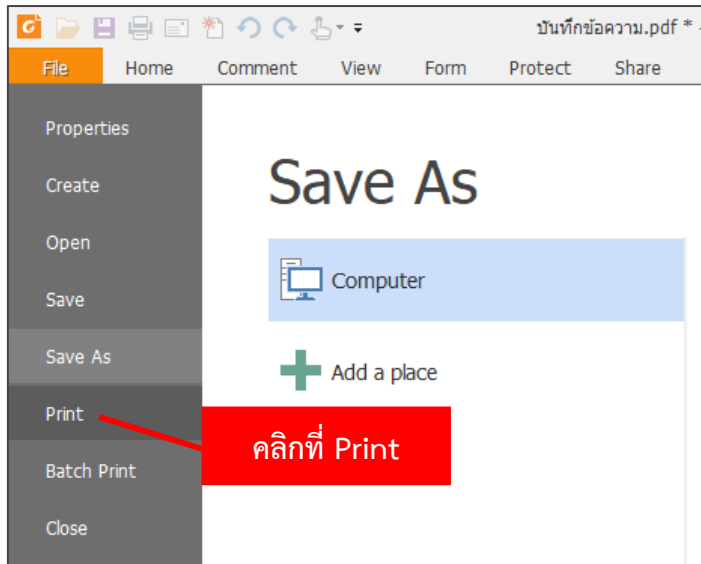 บันทึกข้อความ.pdf * -
File Home Comment View Form Protect Share
Properties
Create
Open
Save
Save As
Print
Batch Print
Close
Save As
Computer
Add a place
คลิกที่ Print